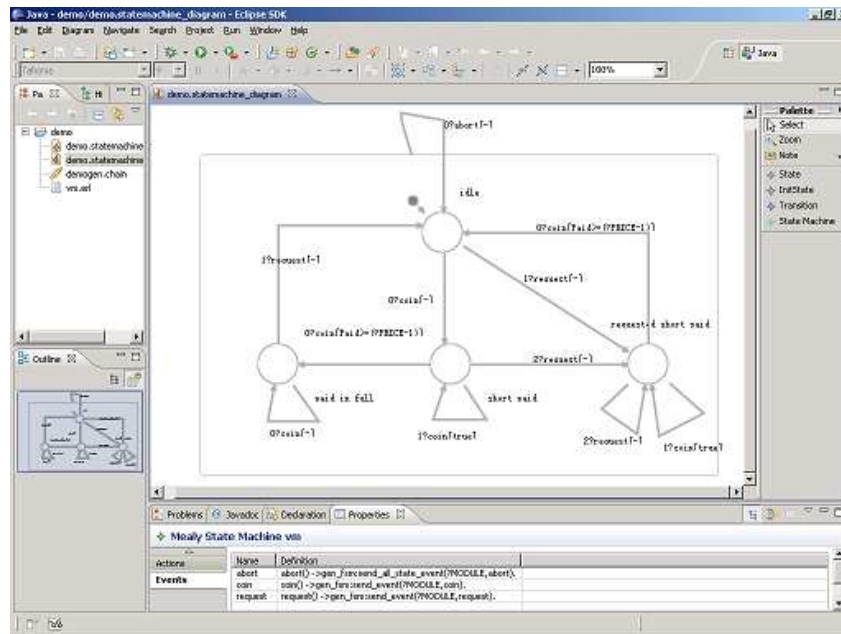 Java - demo/demo.statemachine_diagram - Eclipse SDK
File Edit Diagram Navigate Search Project Run Window Help
Tahoma
100%
Java
Pa
Hi
demo.statemachine_diagram
demo
demo.statemachine
demo.statemachine
demogen.chain
vm.erl
Outline
0?abort[-]
idle
0?coin[Paid>=(?PRICE-1)]
1?request[-]
1?request[-]
0?coin[-]
0?coin[Paid>=(?PRICE-1)]
requested short paid
2?request[-]
paid in full
short paid
0?coin[-]
1?coin[true]
2?request[-]
1?coin[true]
Palette
Select
Zoom
Note
State
InitState
Transition
State Machine
Problems Javadoc Declaration Properties
Mealy State Machine vm
Actions
Events
Name Definition
abort abort() ->gen_fsm:send_all_state_event(?MODULE,abort).
coin coin() ->gen_fsm:send_event(?MODULE,coin).
request request() ->gen_fsm:send_event(?MODULE,request).